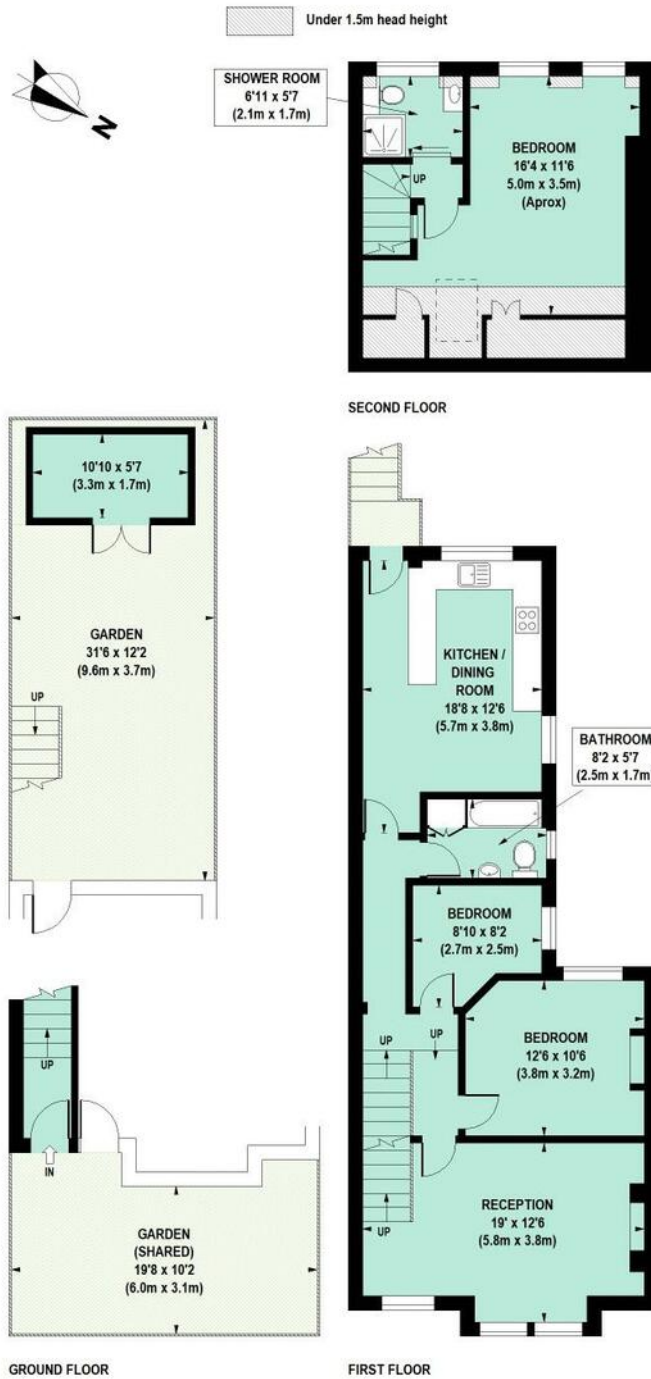 Under 1.5m head height
N
SHOWER ROOM
6'11 x 5'7
(2.1m x 1.7m)
UP
BEDROOM
16'4 x 11'6
5.0m x 3.5m)
(Aprox)
SECOND FLOOR
10'10 x 5'7
(3.3m x 1.7m)
GARDEN
31'6 x 12'2
(9.6m x 3.7m)
UP
KITCHEN /
DINING
ROOM
18'8 x 12'6
(5.7m x 3.8m)
BATHROOM
8'2 x 5'7
(2.5m x 1.7m)
BEDROOM
8'10 x 8'2
(2.7m x 2.5m)
UP
UP
BEDROOM
12'6 x 10'6
(3.8m x 3.2m)
UP
IN
RECEPTION
19' x 12'6
(5.8m x 3.8m)
UP
GARDEN
(SHARED)
19'8 x 10'2
(6.0m x 3.1m)
GROUND FLOOR
FIRST FLOOR